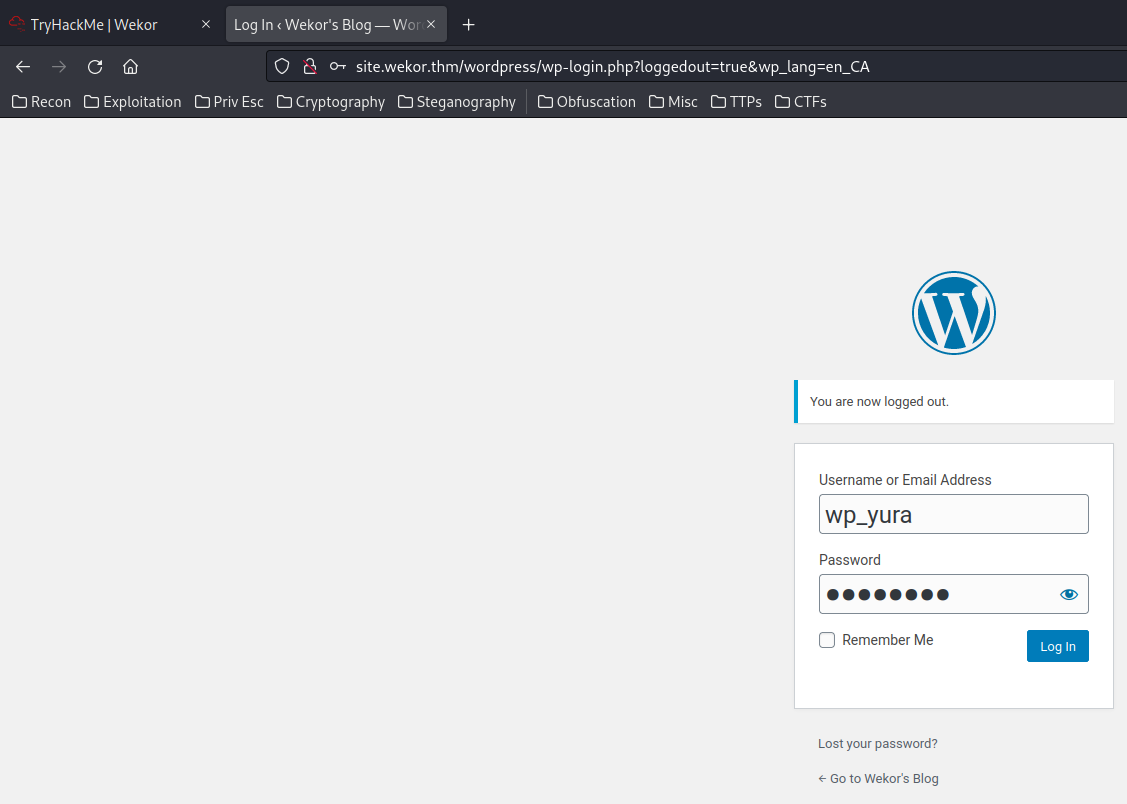 TryHackMe | Wekor
Log In ‹ Wekor's Blog — Wor
site.wekor.thm/wordpress/wp-login.php?loggedout=true&wp_lang=en_CA
Recon Exploitation Priv Esc Cryptography Steganography Obfuscation Misc TTPs CTFs
You are now logged out.
Username or Email Address
wp_yura
Password
Remember Me
Log In
Lost your password?
← Go to Wekor's Blog